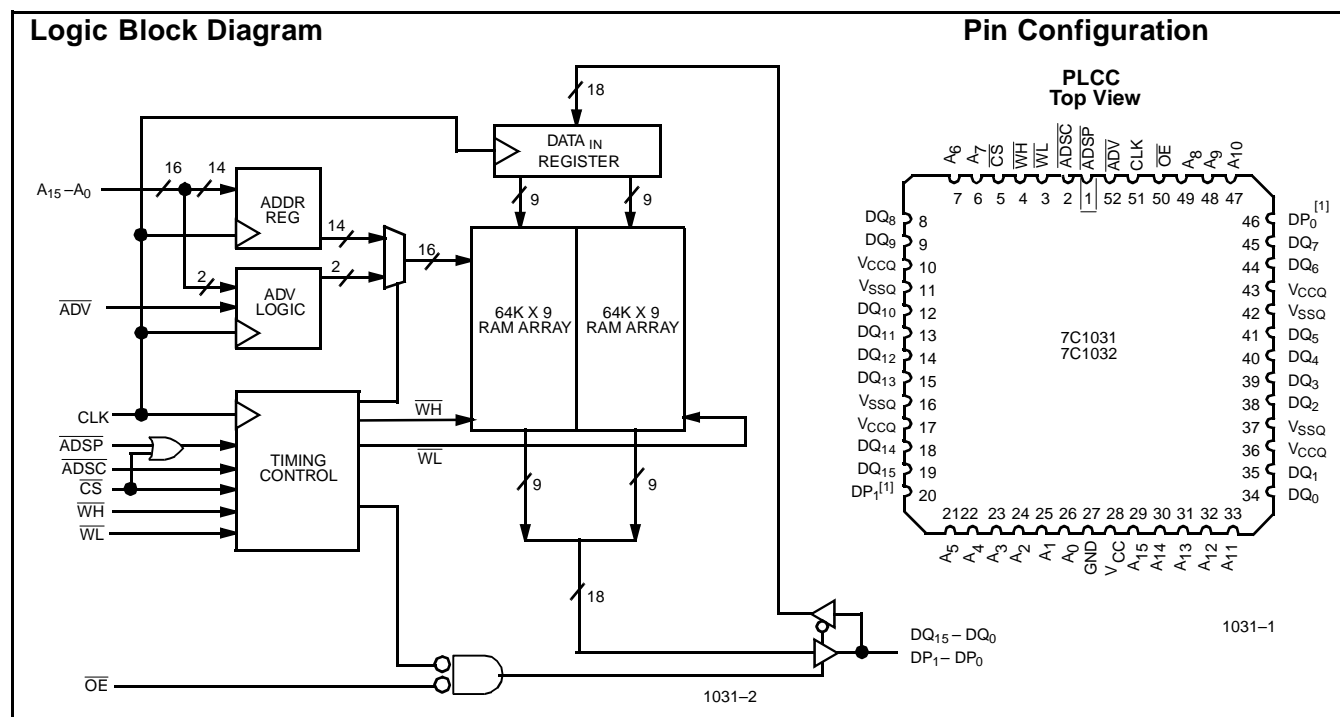 Logic Block Diagram
18
DATA IN
REGISTER
A15–A0
16
14
ADDR
REG
14
9
9
16
2
2
ADV
LOGIC
ADV
64K X 9
RAM ARRAY
64K X 9
RAM ARRAY
CLK
WH
ADSP
WL
ADSC
TIMING
CONTROL
CS
9
9
WH
WL
18
DQ15 – DQ0
DP1 – DP0
OE
1031–2
Pin Configuration
PLCC
Top View
A6 A7 CS WH WL ADSC ADSP ADV CLK OE A8 A9 A10
7 6 5 4 3 2 1 52 51 50 49 48 47
DQ8 8
DQ9 9
VCCQ 10
VSSQ 11
DQ10 12
DQ11 13
DQ12 14
DQ13 15
VSSQ 16
VCCQ 17
DQ14 18
DQ15 19
DP1[1] 20
7C1031
7C1032
46 DP0[1]
45 DQ7
44 DQ6
43 VCCQ
42 VSSQ
41 DQ5
40 DQ4
39 DQ3
38 DQ2
37 VSSQ
36 VCCQ
35 DQ1
34 DQ0
21 22 23 24 25 26 27 28 29 30 31 32 33
A5 A4 A3 A2 A1 A0 GND VCC A15 A14 A13 A12 A11
1031–1